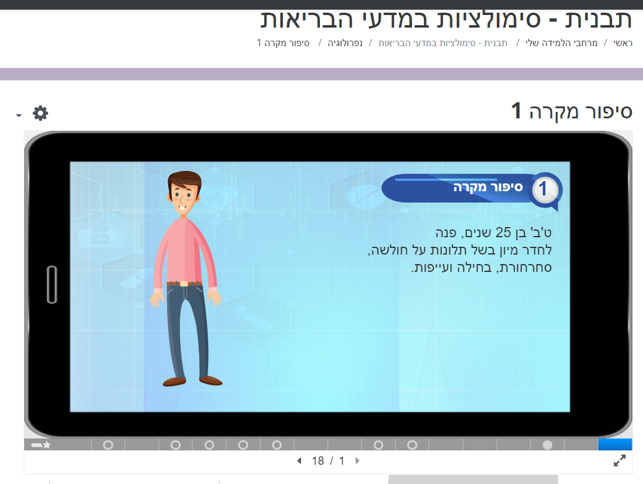 תבנית - סימולציות במדעי הבריאות
ראשי / מרחבי הלמידה שלי / תבנית - סימולציות במדעי הבריאות / נפרולוגיה / סיפור מקרה 1
סיפור מקרה 1
1 סיפור מקרה
ט'ב' בן 25 שנים, פנה
לחדר מיון בשל תלונות על חולשה,
סחרחורת, בחילה ועייפות.
18 / 1